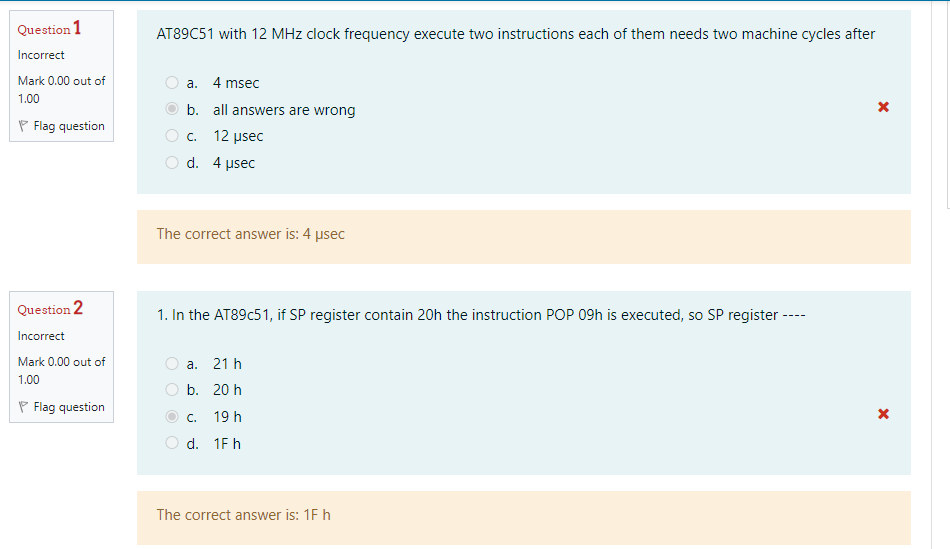 Question 1
Incorrect
Mark 0.00 out of
1.00
Flag question
AT89C51 with 12 MHz clock frequency execute two instructions each of them needs two machine cycles after
a. 4 msec
b. all answers are wrong
c. 12 µsec
d. 4 µsec
The correct answer is: 4 µsec
Question 2
Incorrect
Mark 0.00 out of
1.00
Flag question
1. In the AT89c51, if SP register contain 20h the instruction POP 09h is executed, so SP register ----
a. 21 h
b. 20 h
c. 19 h
d. 1F h
The correct answer is: 1F h